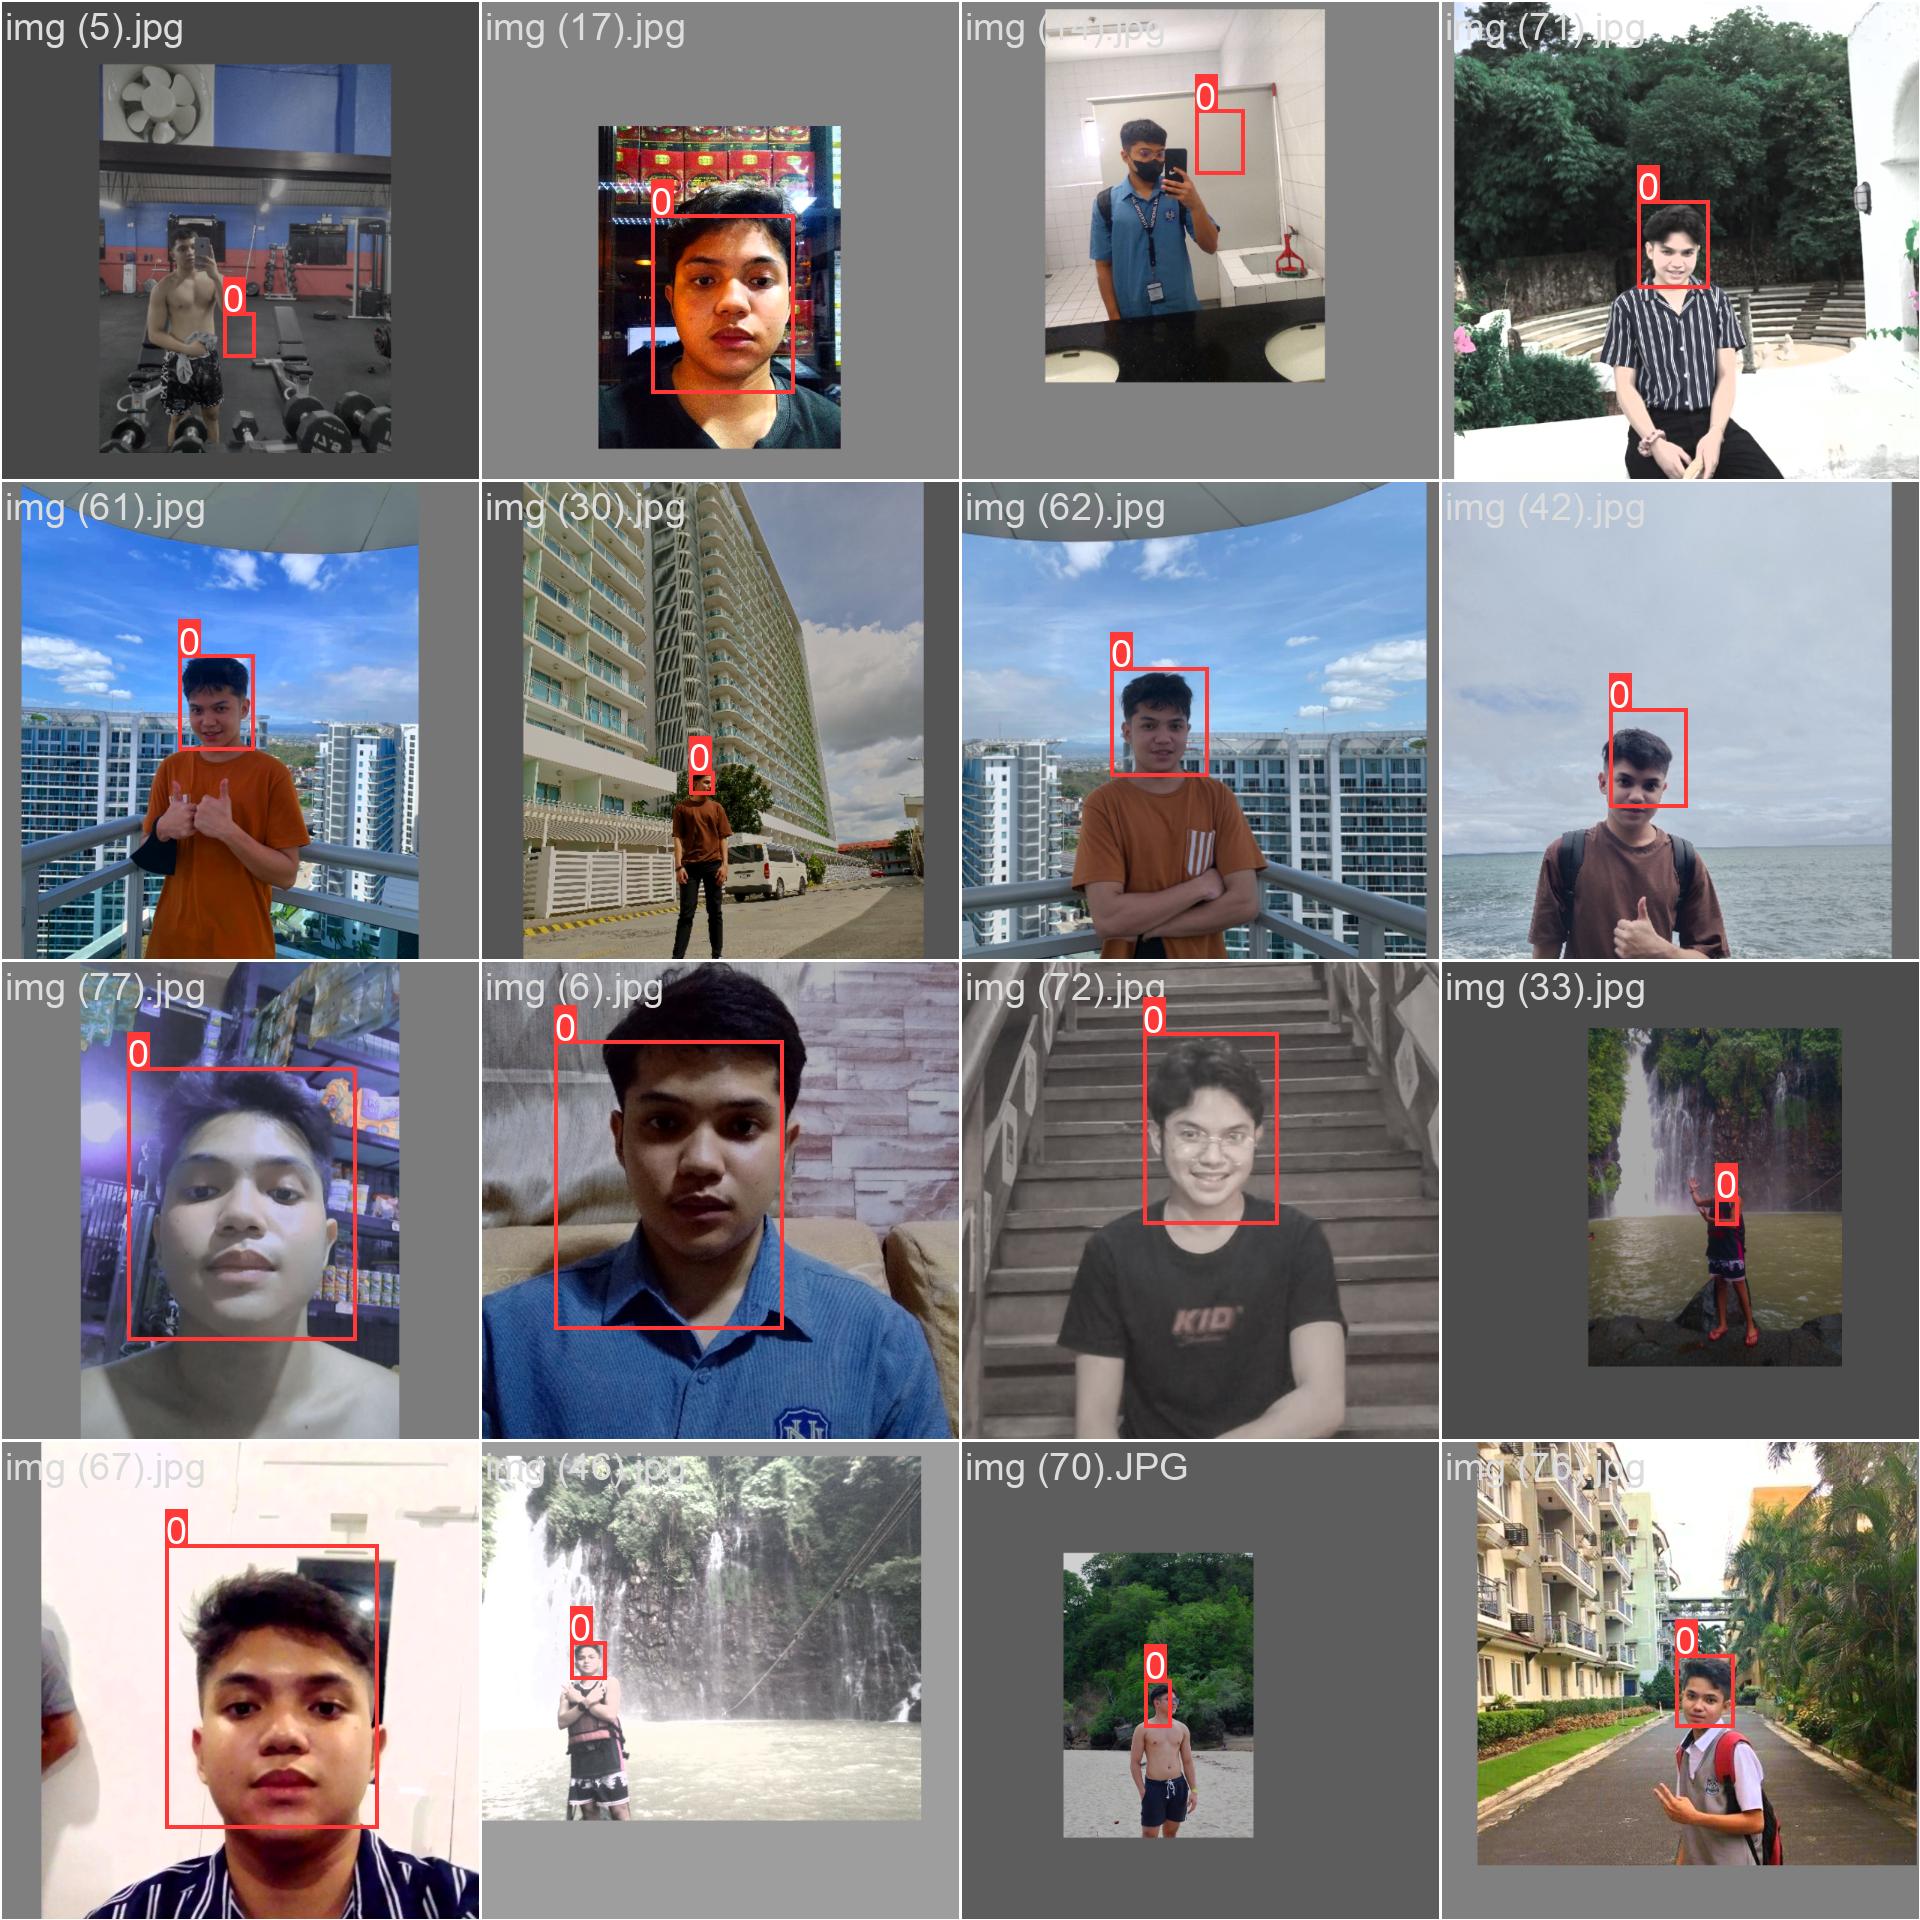 img (5).jpg
img (17).jpg
img (14).jpg
img (71).jpg
0
0
0
0
img (61).jpg
img (30).jpg
img (62).jpg
img (42).jpg
0
0
0
0
img (77).jpg
img (6).jpg
img (72).jpg
img (33).jpg
0
0
0
0
KID
img (67).jpg
img (46).jpg
img (70).JPG
img (76).jpg
0
0
0
0